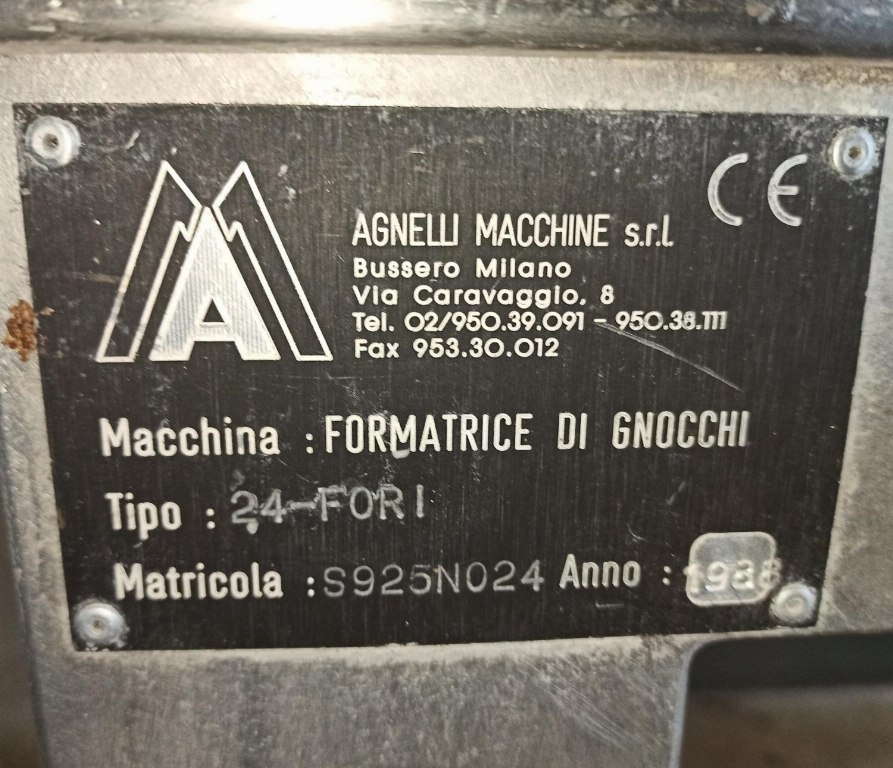 A
CE
AGNELLI MACCHINE s.r.l.
Bussero Milano
Via Caravaggio, 8
Tel. 02/950.39.091 - 950.38.111
Fax 953.30.012
Macchina : FORMATRICE DI GNOCCHI
Tipo : 24-FORI
Matricola : S925N024 Anno :